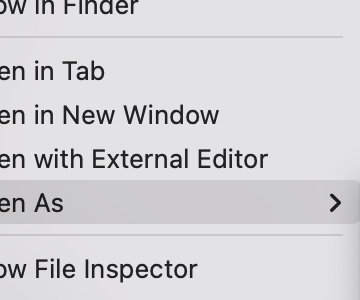 ow in Finder
en in Tab
en in New Window
en with External Editor
en As
ow File Inspector